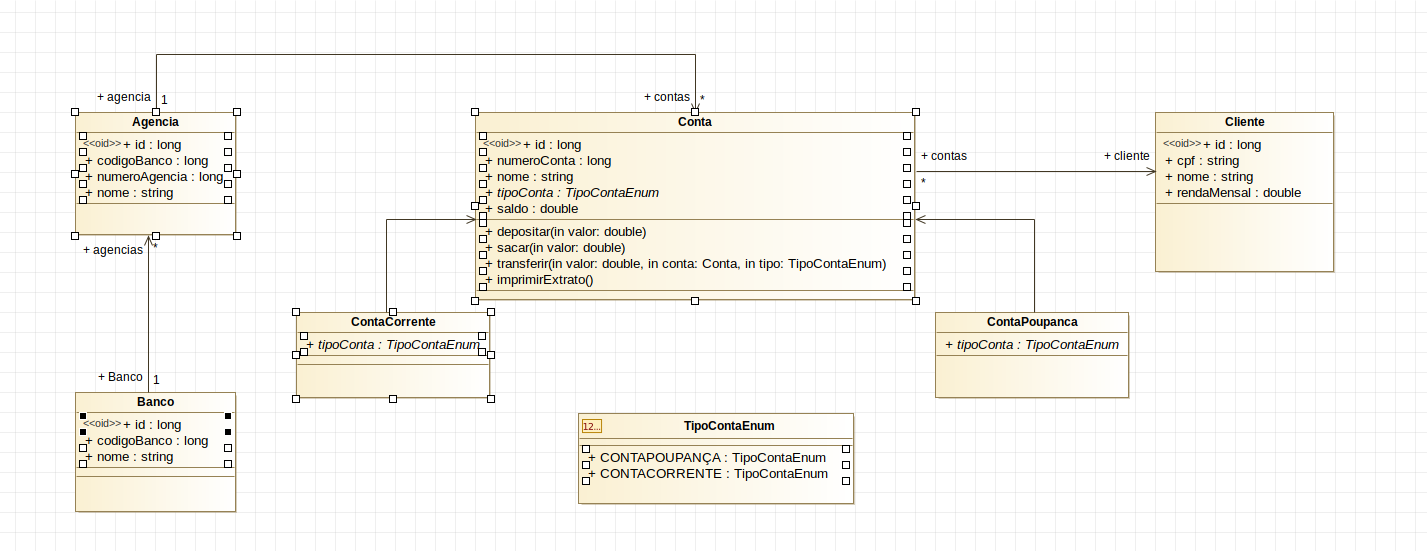 + agencia
1
+ contas
*
Agencia
<<oid>> + id : long
+ codigoBanco : long
+ numeroAgencia : long
+ nome : string
Conta
<<oid>> + id : long
+ numeroConta : long
+ nome : string
+ tipoConta : TipoContaEnum
+ saldo : double
+ depositar(in valor: double)
+ sacar(in valor: double)
+ transferir(in valor: double, in conta: Conta, in tipo: TipoContaEnum)
+ imprimirExtrato()
+ contas
*
+ cliente
Cliente
<<oid>> + id : long
+ cpf : string
+ nome : string
+ rendaMensal : double
+ agencias
*
ContaCorrente
+ tipoConta : TipoContaEnum
ContaPoupanca
+ tipoConta : TipoContaEnum
+ Banco
1
Banco
<<oid>> + id : long
+ codigoBanco : long
+ nome : string
12...
TipoContaEnum
+ CONTAPOUPANÇA : TipoContaEnum
+ CONTACORRENTE : TipoContaEnum